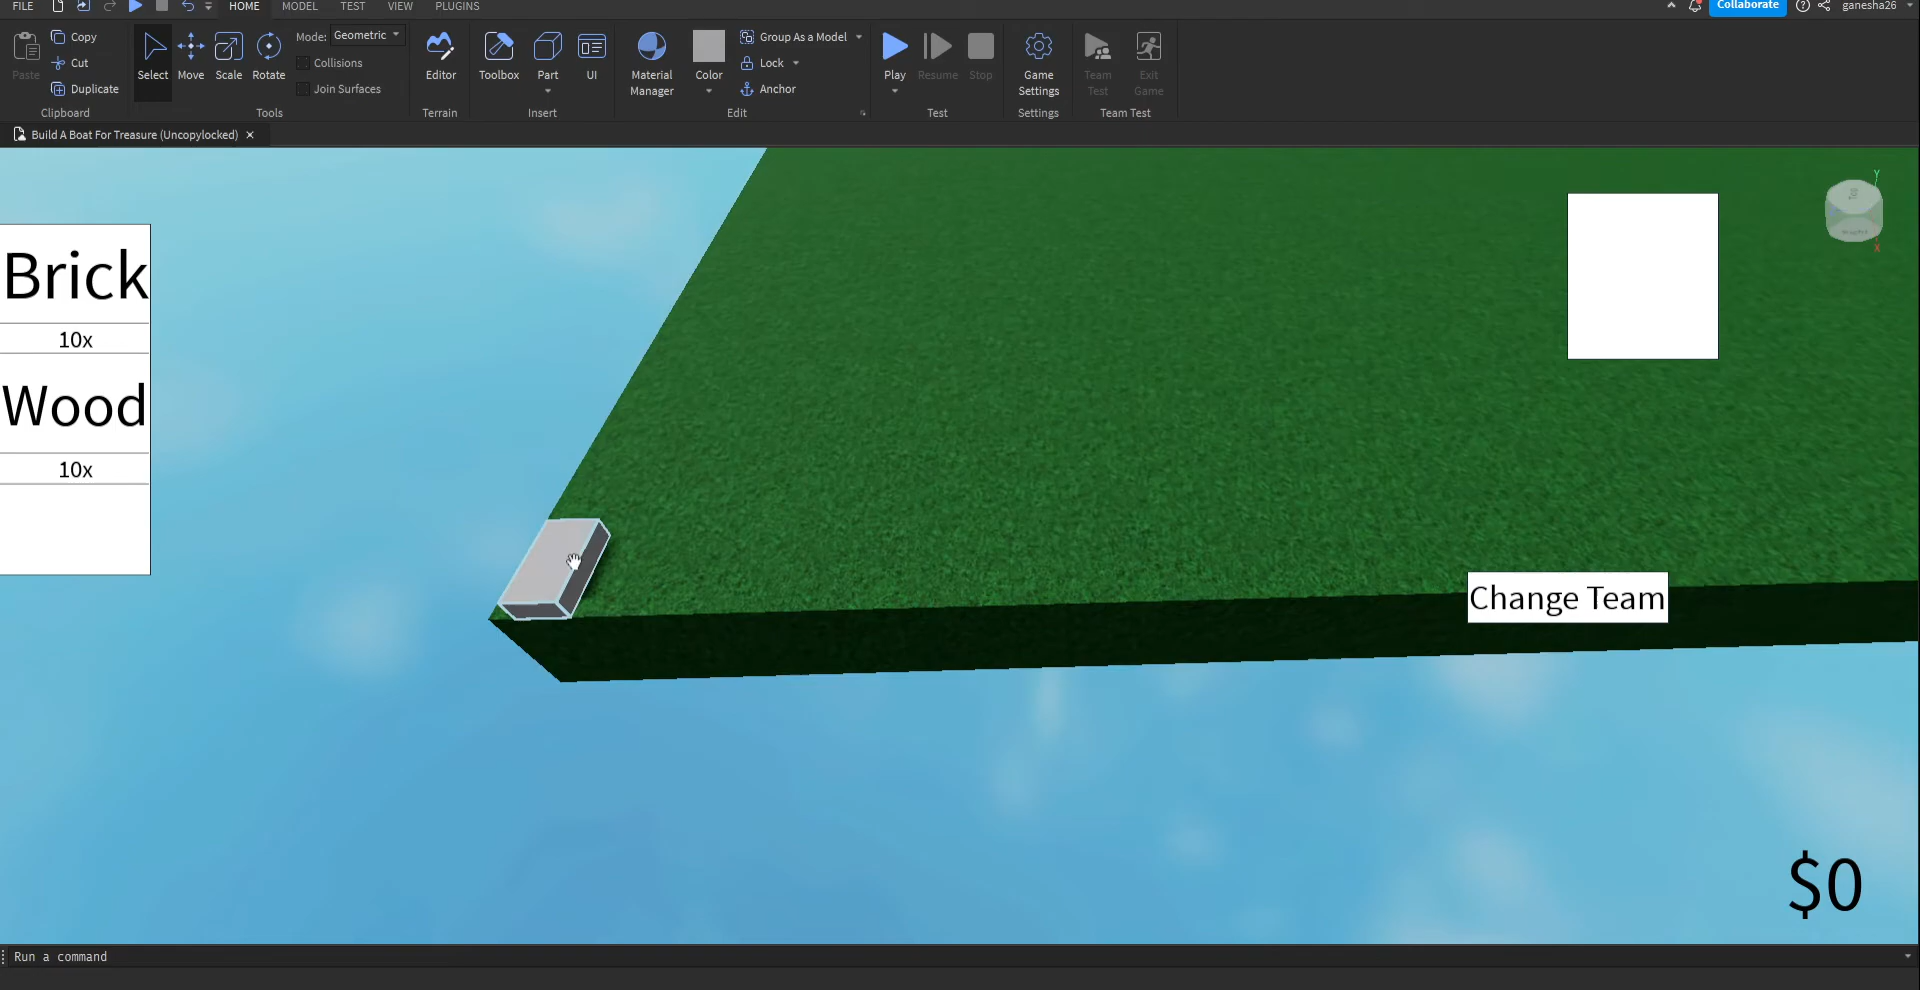 FILE HOME MODEL TEST VIEW PLUGINS Collaborate ganesha26
Paste Copy Cut Duplicate Clipboard
Select Move Scale Rotate Mode: Geometric Collisions Join Surfaces Tools
Editor Terrain
Toolbox Part UI Insert
Material Manager Color Group As a Model Lock Anchor Edit
Play Resume Stop Test
Game Settings Settings
Team Test Exit Game Team Test
Build A Boat For Treasure (Uncopylocked)
Y
X
Brick
10x
Wood
10x
Change Team
$0
Run a command